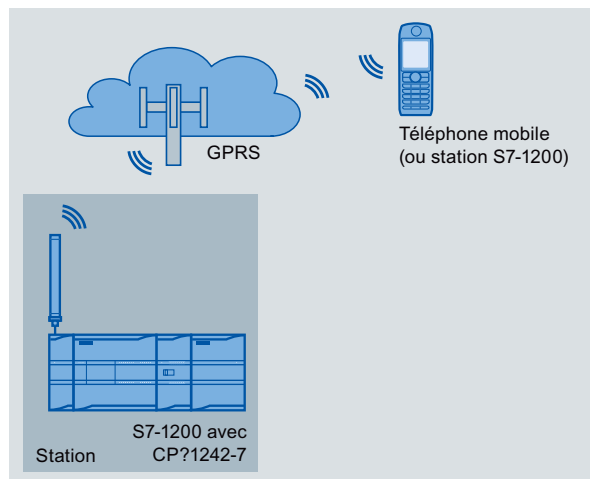 GPRS
Téléphone mobile
(ou station S7-1200)
S7-1200 avec
Station CP?1242-7